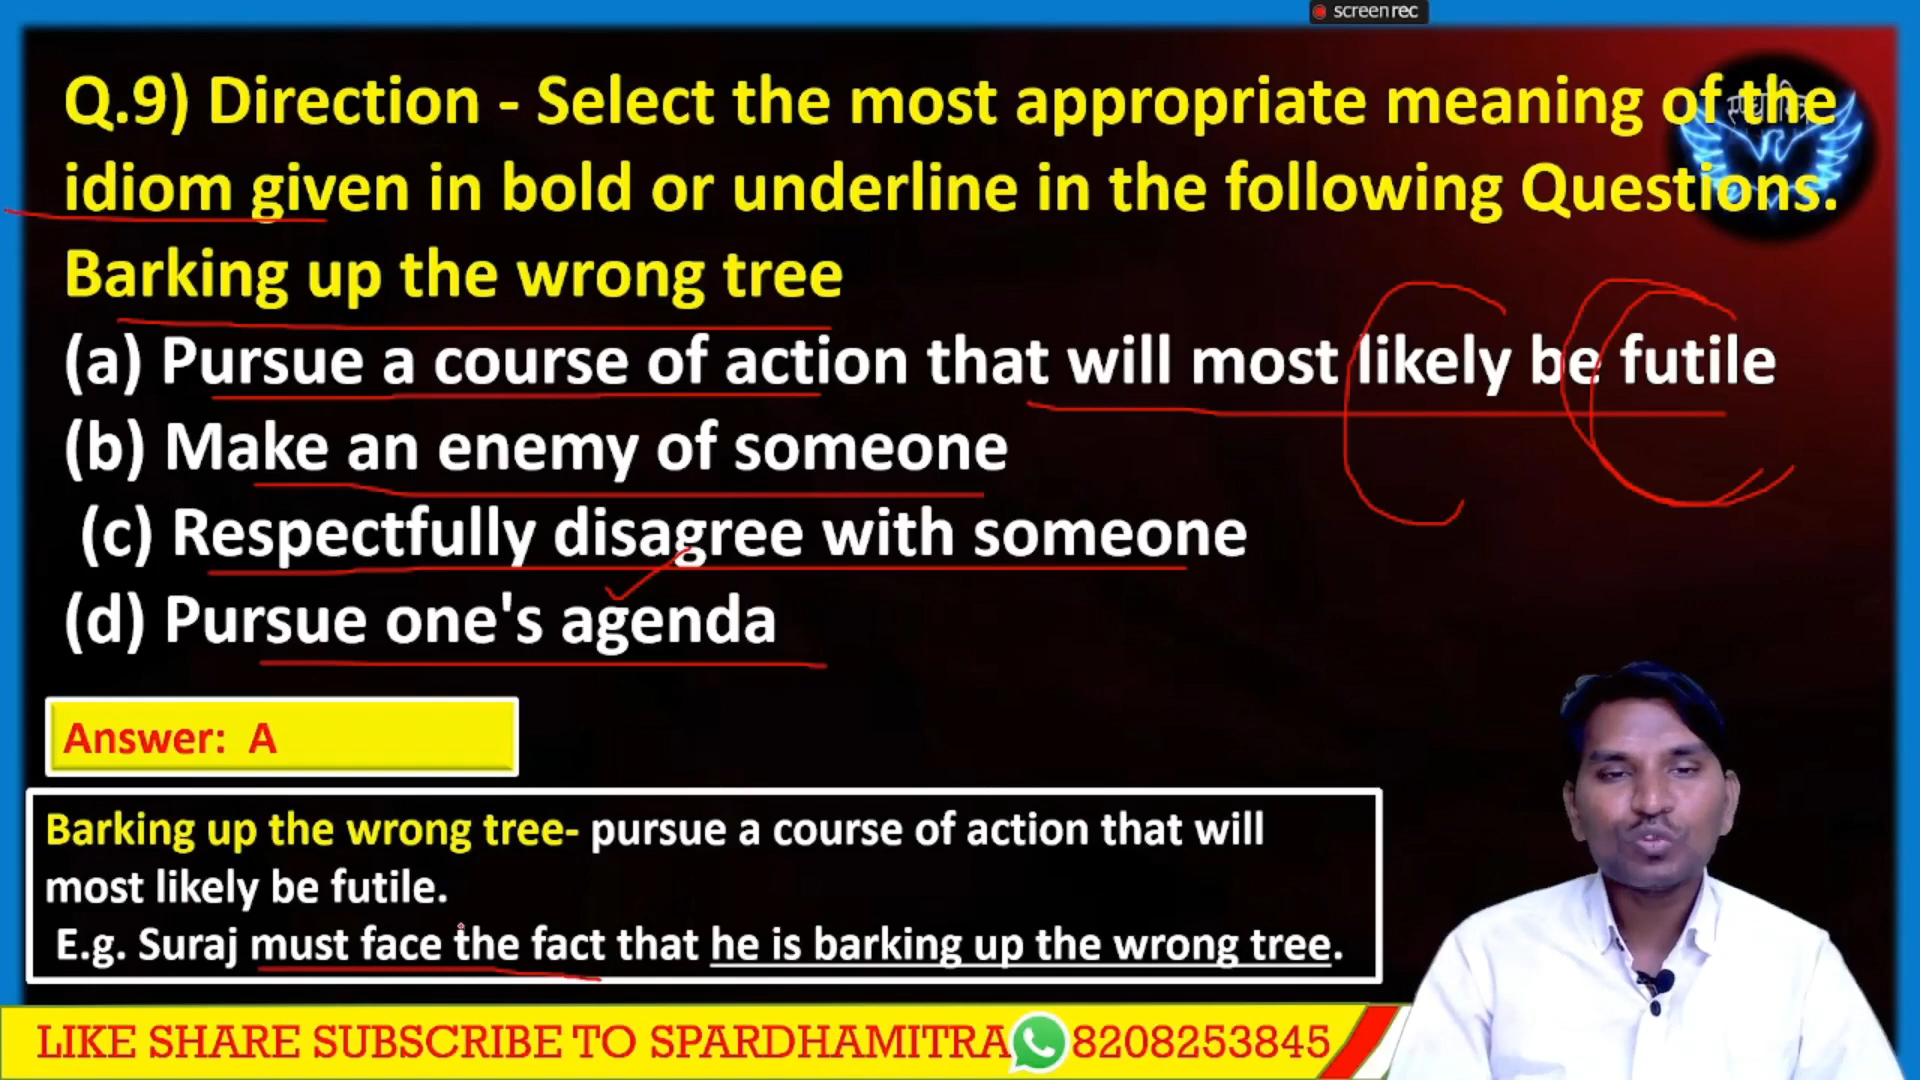 screenrec
Q.9) Direction - Select the most appropriate meaning of the
idiom given in bold or underline in the following Questions.
Barking up the wrong tree
(a) Pursue a course of action that will most likely be futile
(b) Make an enemy of someone
(c) Respectfully disagree with someone
(d) Pursue one's agenda
Answer: A
Barking up the wrong tree- pursue a course of action that will
most likely be futile.
E.g. Suraj must face the fact that he is barking up the wrong tree.
LIKE SHARE SUBSCRIBE TO SPARDHAMITRA 8208253845